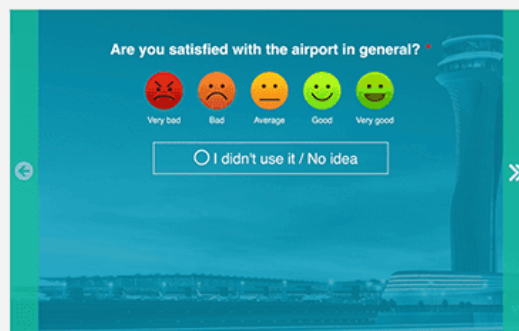 Are you satisfied with the airport in general? *
Very bad Bad Average Good Very good
I didn't use it / No idea